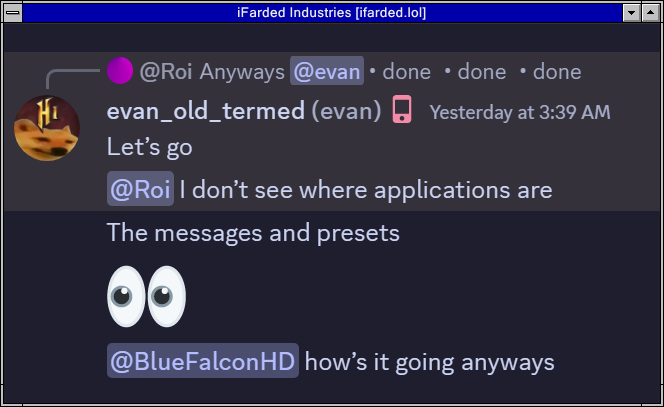 iFarded Industries [ifarded.lol]
@Roi Anyways @evan • done • done • done
Hi
evan_old_termed (evan) Yesterday at 3:39 AM
Let’s go
@Roi I don’t see where applications are
The messages and presets
@BlueFalconHD how’s it going anyways